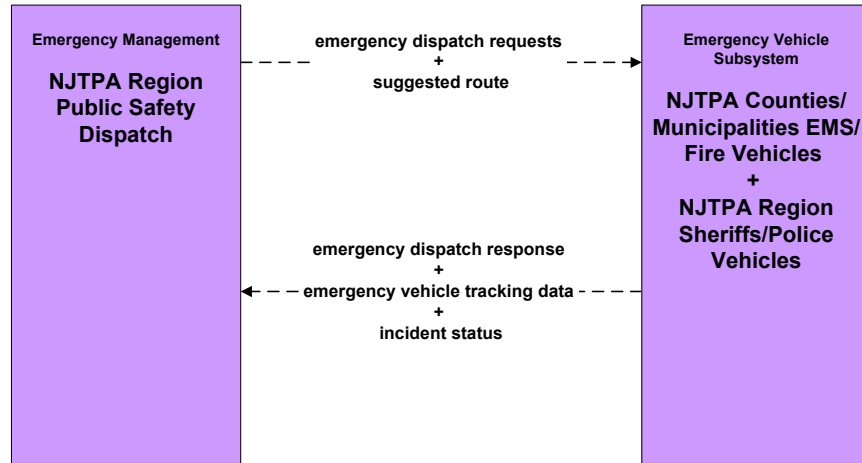 Emergency Management
NJTPA Region
Public Safety
Dispatch
emergency dispatch requests
+
suggested route
Emergency Vehicle
Subsystem
NJTPA Counties/
Municipalities EMS/
Fire Vehicles
+
NJTPA Region
Sheriffs/Police
Vehicles
emergency dispatch response
+
emergency vehicle tracking data
+
incident status